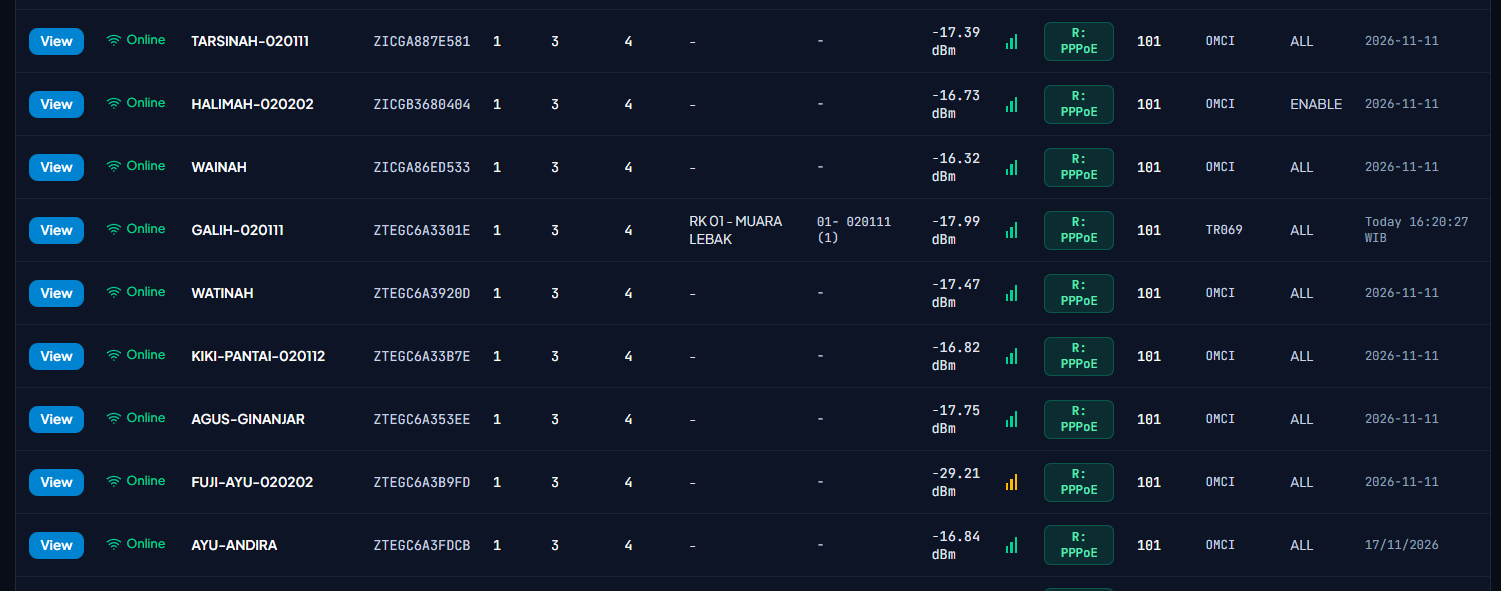 View Online TARSINAH-020111 ZICGA887E581 1 3 4 - - -17.39 dBm R: PPPoE 101 OMCI ALL 2026-11-11
View Online HALIMAH-020202 ZICGB3680404 1 3 4 - - -16.73 dBm R: PPPoE 101 OMCI ENABLE 2026-11-11
View Online WAINAH ZICGA86ED533 1 3 4 - - -16.32 dBm R: PPPoE 101 OMCI ALL 2026-11-11
View Online GALIH-020111 ZTEGC6A3301E 1 3 4 RK 01 - MUARA LEBAK 01- 020111 (1) -17.99 dBm R: PPPoE 101 TR069 ALL Today 16:20:27 WIB
View Online WATINAH ZTEGC6A3920D 1 3 4 - - -17.47 dBm R: PPPoE 101 OMCI ALL 2026-11-11
View Online KIKI-PANTAI-020112 ZTEGC6A33B7E 1 3 4 - - -16.82 dBm R: PPPoE 101 OMCI ALL 2026-11-11
View Online AGUS-GINANJAR ZTEGC6A353EE 1 3 4 - - -17.75 dBm R: PPPoE 101 OMCI ALL 2026-11-11
View Online FUJI-AYU-020202 ZTEGC6A3B9FD 1 3 4 - - -29.21 dBm R: PPPoE 101 OMCI ALL 2026-11-11
View Online AYU-ANDIRA ZTEGC6A3FDCB 1 3 4 - - -16.84 dBm R: PPPoE 101 OMCI ALL 17/11/2026